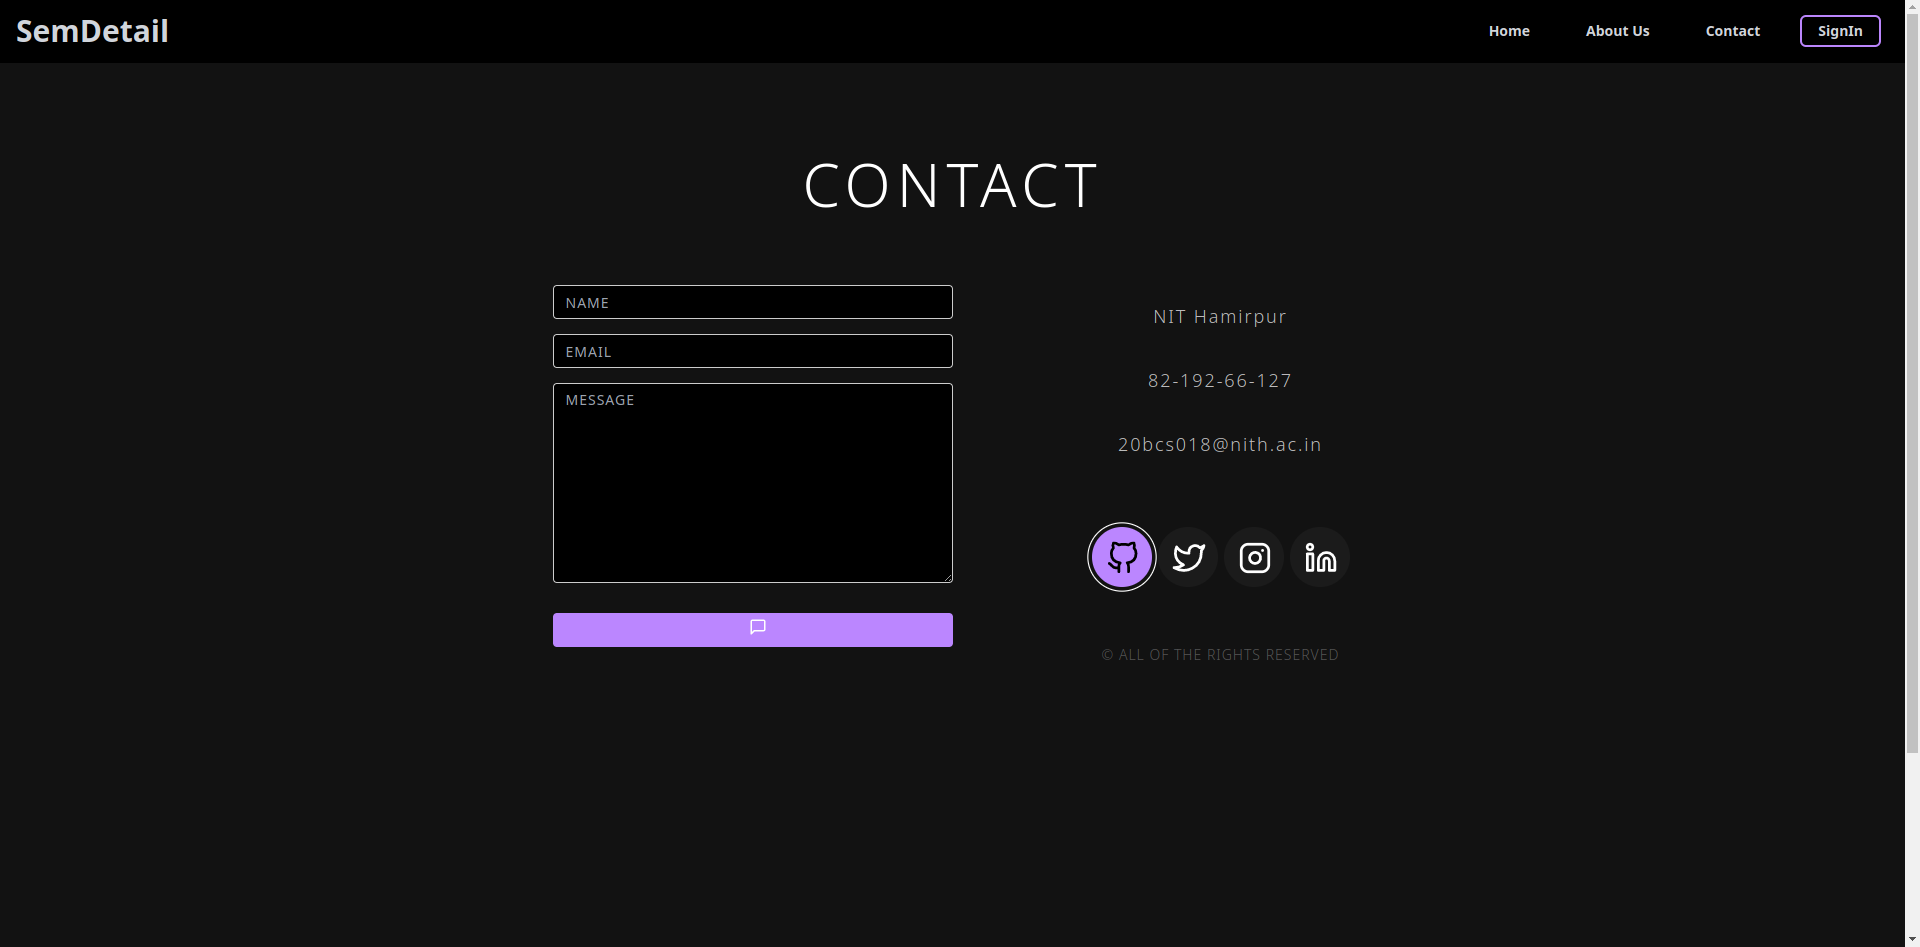 SemDetail
Home
About Us
Contact
SignIn
CONTACT
NAME
EMAIL
MESSAGE
NIT Hamirpur
82-192-66-127
20bcs018@nith.ac.in
© ALL OF THE RIGHTS RESERVED